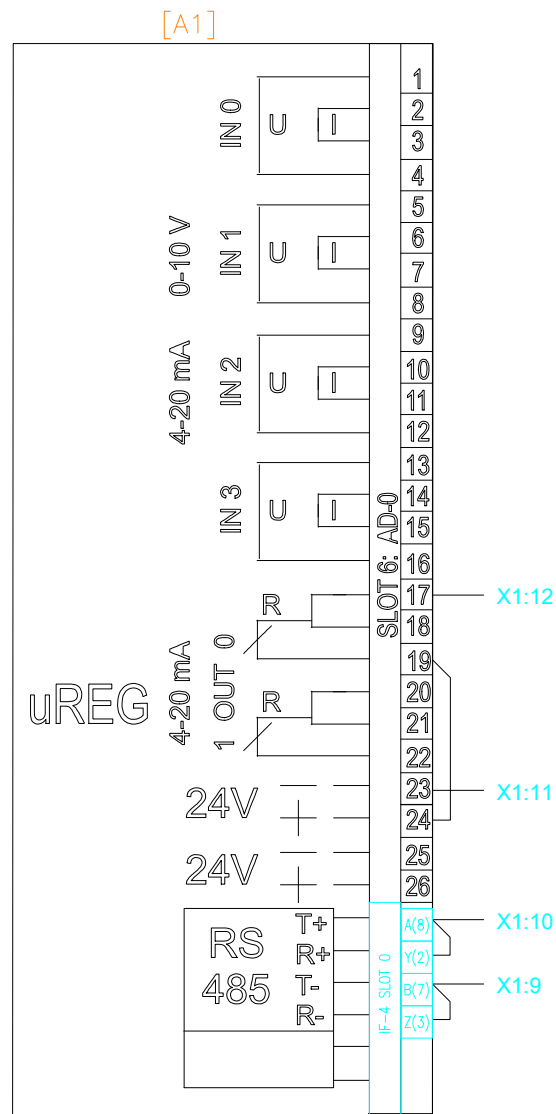 [A1]
IN 0
U
I
0-10 V
IN 1
U
I
4-20 mA
IN 2
U
I
IN 3
U
I
uREG
4-20 mA
1 OUT 0
R
R
24V
24V
RS
485
T+
R+
T-
R-
SLOT 6: AD-0
IF-4 SLOT 0
1
2
3
4
5
6
7
8
9
10
11
12
13
14
15
16
17
18
19
20
21
22
23
24
25
26
A(8)
Y(2)
B(7)
Z(3)
X1:12
X1:11
X1:10
X1:9